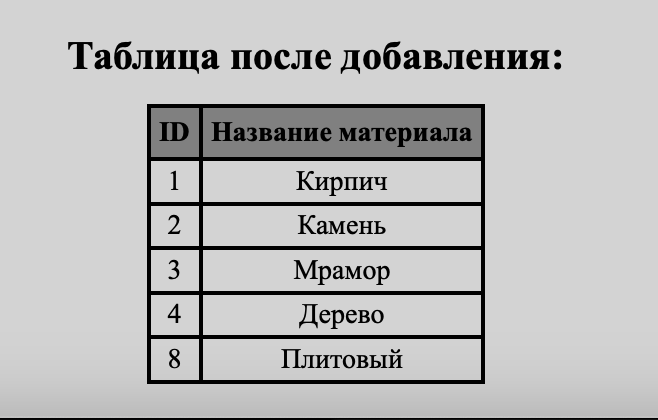 Таблица после добавления:
ID Название материала
1 Кирпич
2 Камень
3 Мрамор
4 Дерево
8 Плитовый